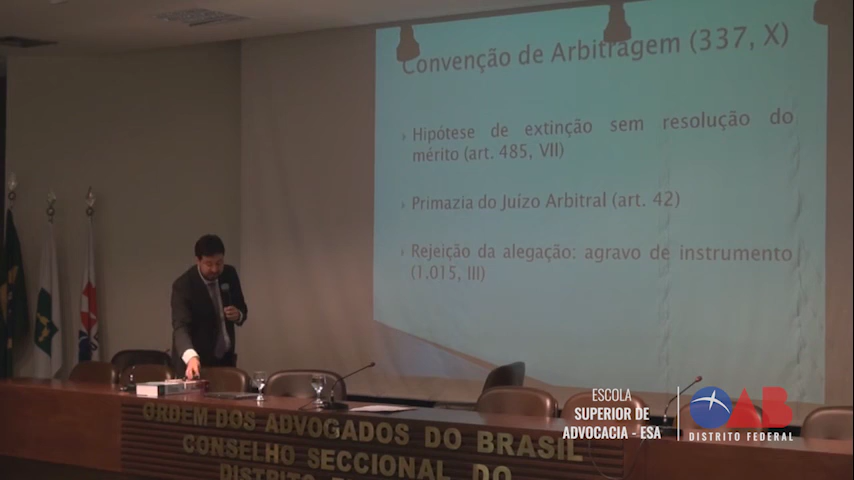 Convenção de Arbitragem (337, X)
Hipótese de extinção sem resolução do
mérito (art. 485, VII)
Primazia do Juízo Arbitral (art. 42)
Rejeição da alegação: agravo de instrumento
(1.015, III)
ORDEM DOS ADVOGADOS DO BRASIL
CONSELHO SECCIONAL DO
DISTRITO
ESCOLA
SUPERIOR DE
ADVOCACIA - ESA
OAB
DISTRITO FEDERAL